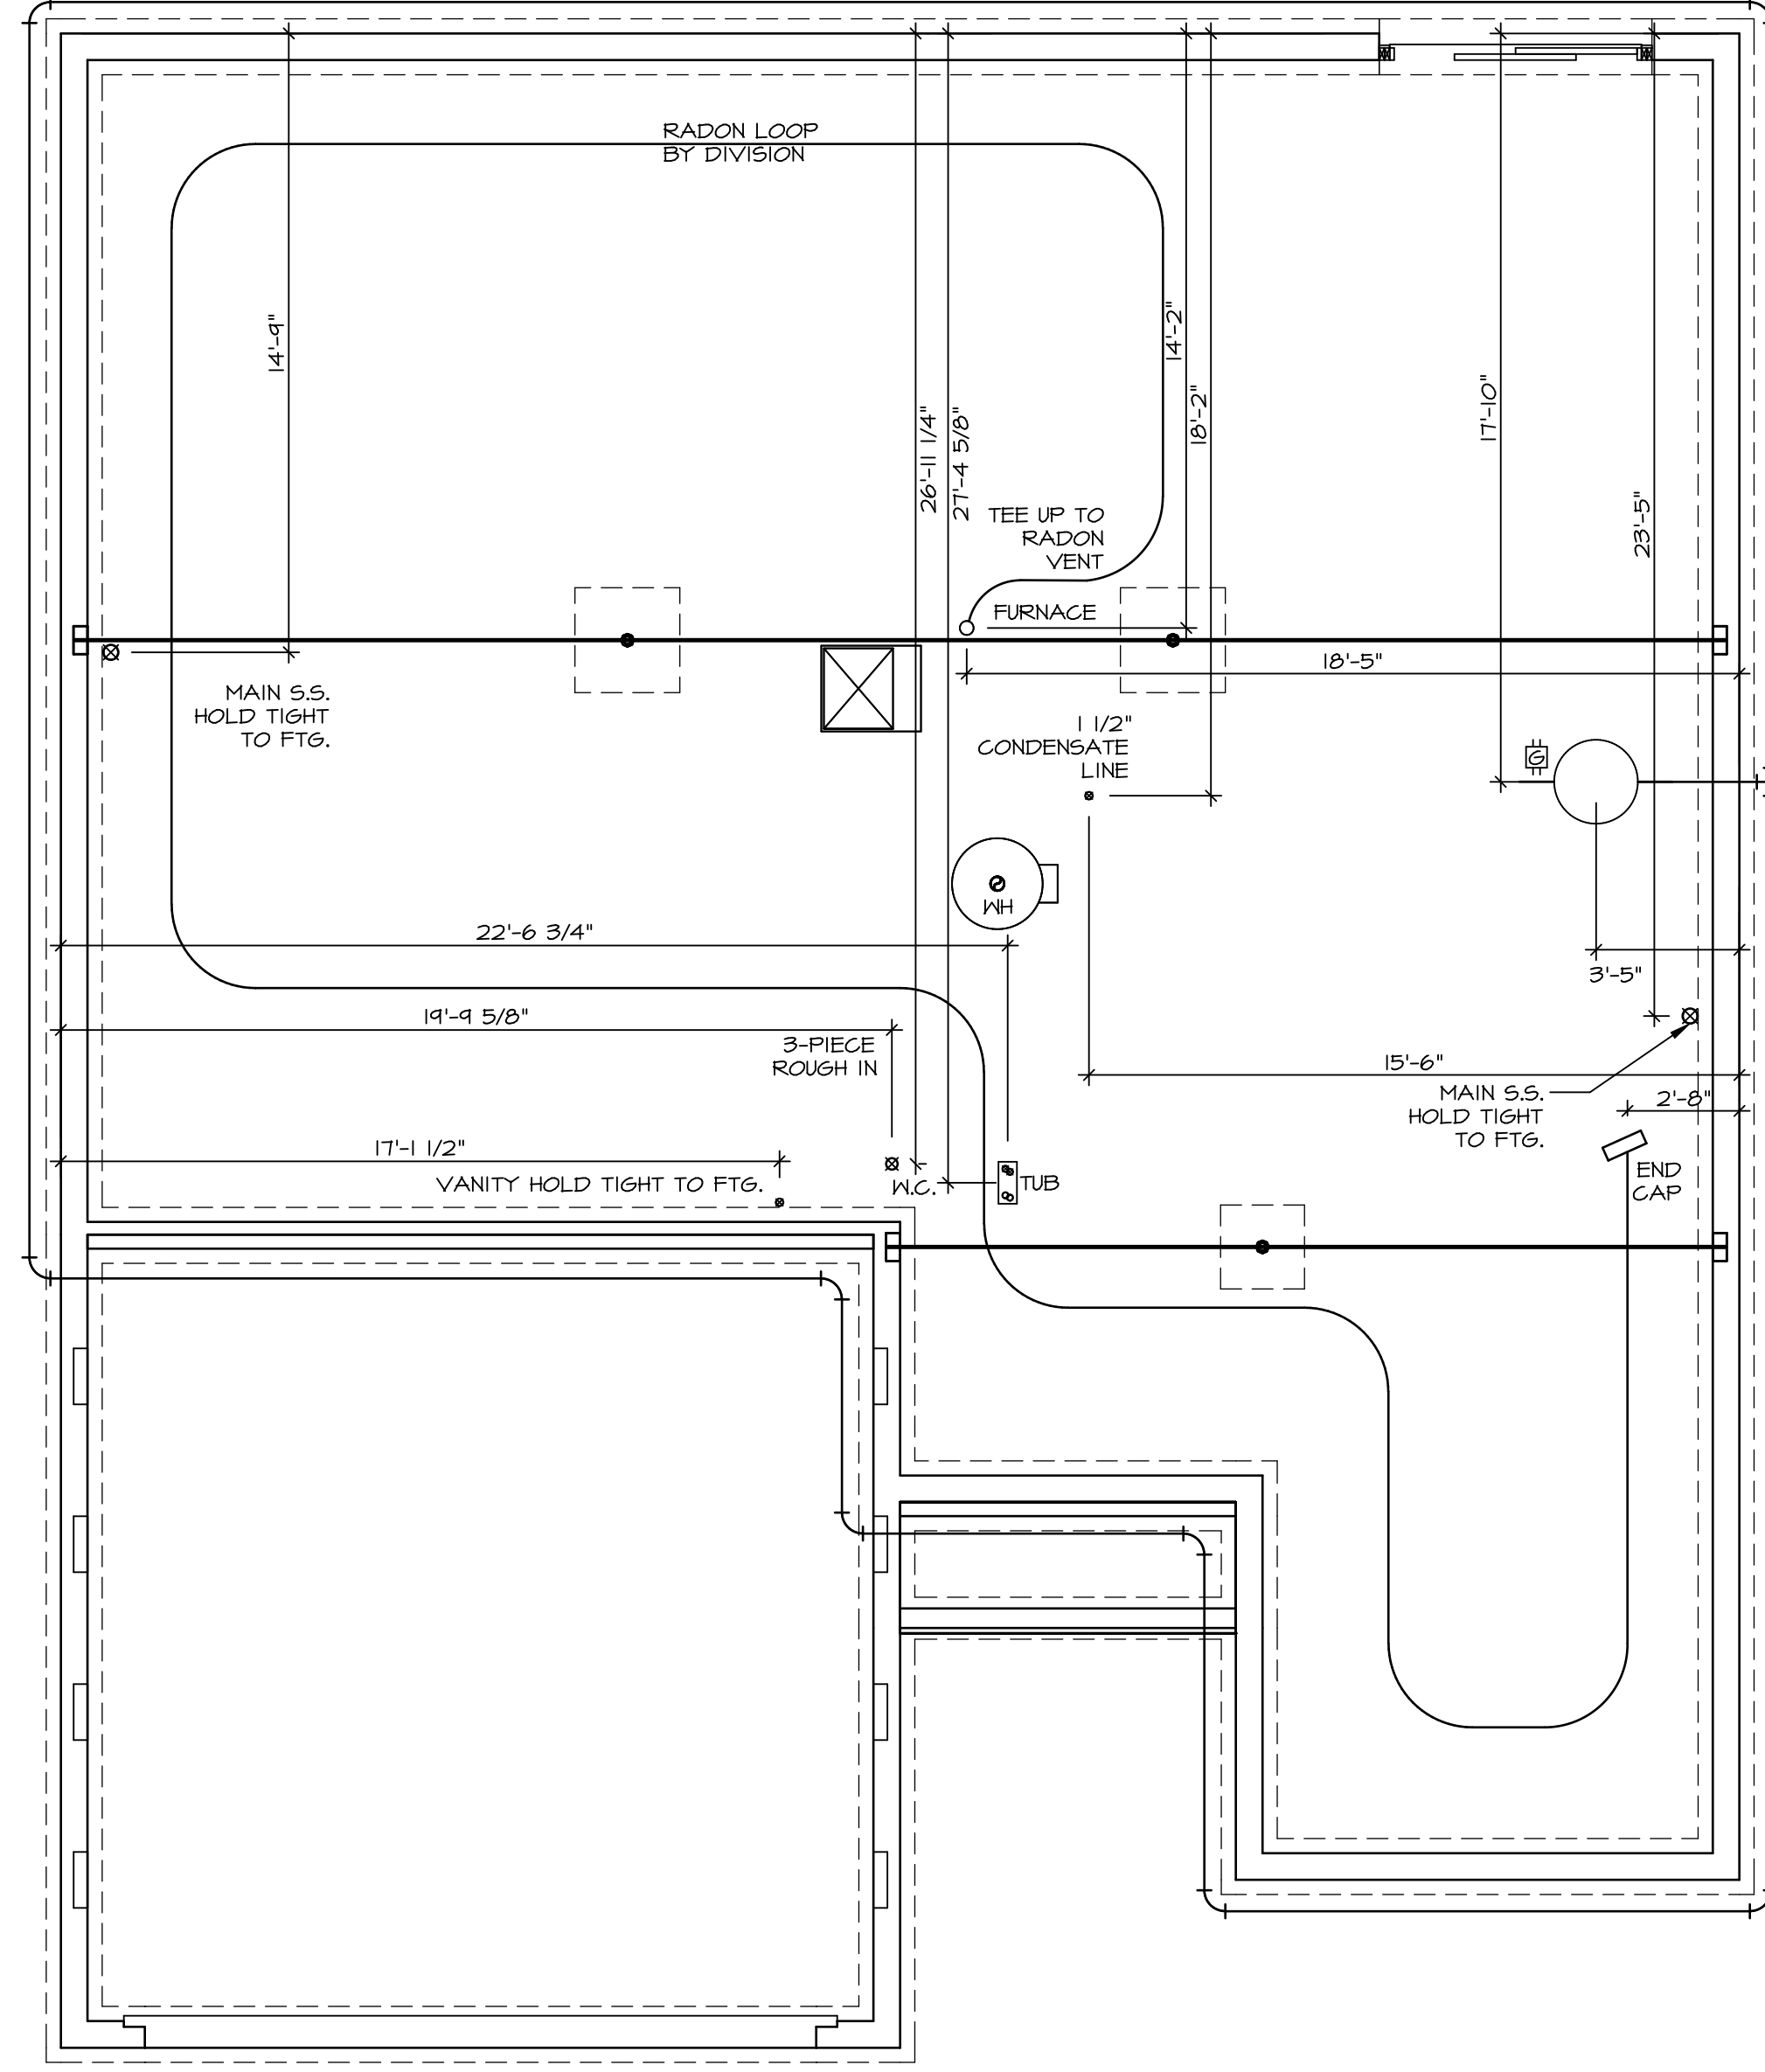 RADON LOOP
BY DIVISION
14'-9"
14'-2"
18'-2"
17'-10"
26'-11 1/4"
27'-4 5/8"
23'-5"
TEE UP TO
RADON
VENT
FURNACE
18'-5"
MAIN S.S.
HOLD TIGHT
TO FTG.
1 1/2"
CONDENSATE
LINE
G
WH
22'-6 3/4"
3'-5"
19'-9 5/8"
3-PIECE
ROUGH IN
15'-6"
MAIN S.S.
HOLD TIGHT
TO FTG.
2'-8"
17'-1 1/2"
VANITY HOLD TIGHT TO FTG.
W.C.
TUB
END
CAP